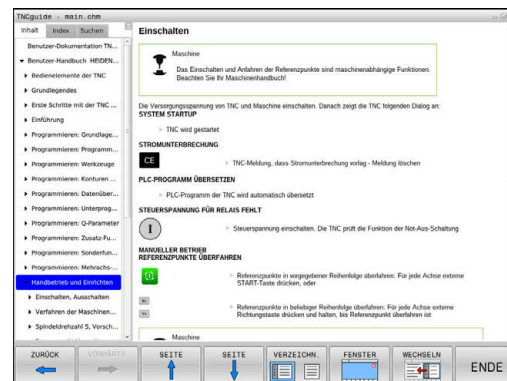 TNCguide - main.chm
Inhalt Index Suchen
Benutzer-Dokumentation TN...
Benutzer-Handbuch HEIDEN...
Bedienelemente der TNC
Grundlegendes
Erste Schritte mit der TNC ...
Einführung
Programmieren: Grundlage...
Programmieren: Programm...
Programmieren: Werkzeuge
Programmieren: Konturen ...
Programmieren: Datenüber...
Programmieren: Unterprog...
Programmieren: Q-Parameter
Programmieren: Zusatz-Fu...
Programmieren: Sonderfun...
Programmieren: Mehrachs-...
Handbetrieb und Einrichten
Einschalten, Ausschalten
Verfahren der Maschinen...
Spindeldrehzahl S, Vorsch...
Einschalten
Maschine
Das Einschalten und Anfahren der Referenzpunkte sind maschinenabhängige Funktionen.
Beachten Sie Ihr Maschinenhandbuch!
Die Versorgungsspannung von TNC und Maschine einschalten. Danach zeigt die TNC folgenden Dialog an:
SYSTEM STARTUP
TNC wird gestartet
STROMUNTERBRECHUNG
CE
TNC-Meldung, dass Stromunterbrechung vorlag - Meldung löschen
PLC-PROGRAMM ÜBERSETZEN
PLC-Programm der TNC wird automatisch übersetzt
STEUERSPANNUNG FÜR RELAIS FEHLT
I
Steuerspannung einschalten. Die TNC prüft die Funktion der Not-Aus-Schaltung
MANUELLER BETRIEB
REFERENZPUNKTE ÜBERFAHREN
Referenzpunkte in vorgegebener Reihenfolge überfahren: Für jede Achse externe
START-Taste drücken, oder
Referenzpunkte in beliebiger Reihenfolge überfahren: Für jede Achse externe
Richtungstaste drücken und halten, bis Referenzpunkt überfahren ist
Maschine
ZURÜCK VORWÄRTS SEITE SEITE VERZEICHN. FENSTER WECHSELN ENDE